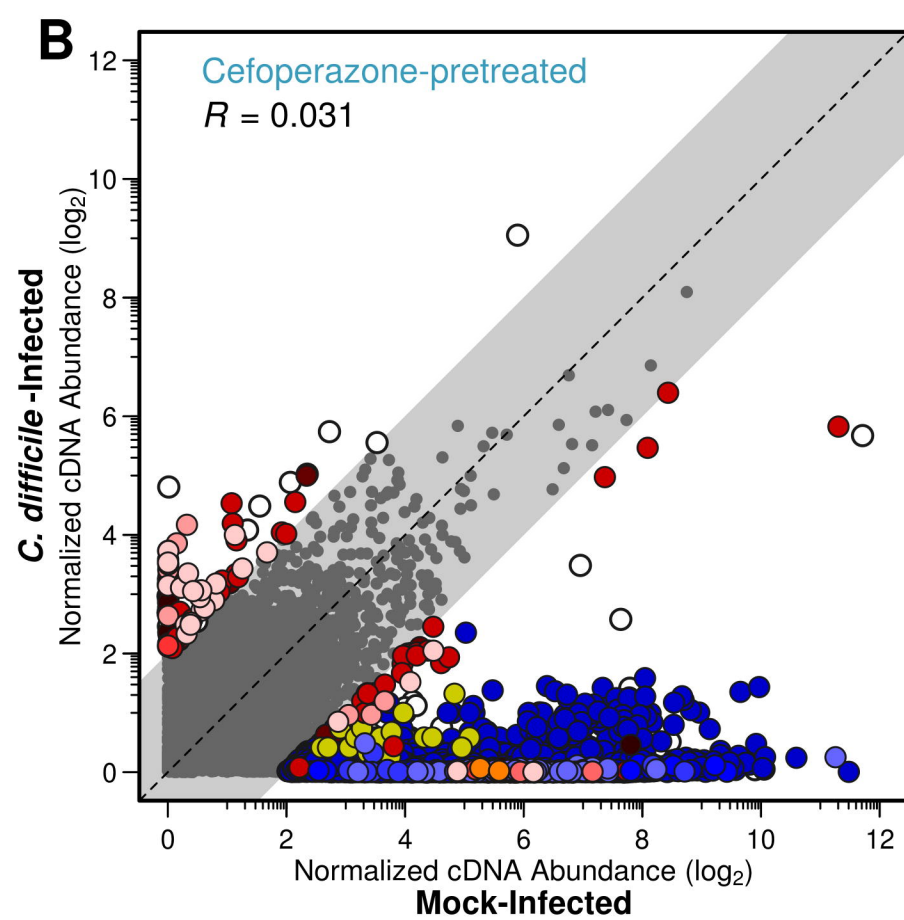 B
Cefoperazone-pretreated
R = 0.031
C. difficile -Infected
Normalized cDNA Abundance (log2)
12
10
8
6
4
2
0
0 2 4 6 8 10 12
Normalized cDNA Abundance (log2)
Mock-Infected